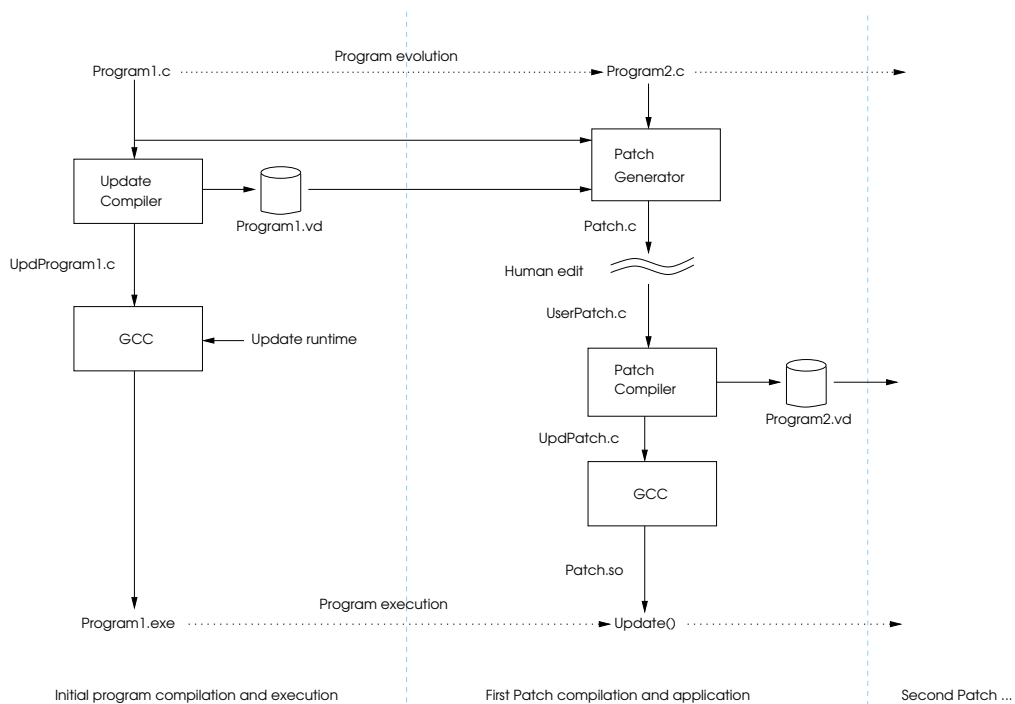 Program evolution
Program1.c
Program2.c
Patch
Generator
Update
Compiler
Program1.vd
Patch.c
UpdProgram1.c
Human edit
UserPatch.c
GCC
Update runtime
Patch
Compiler
Program2.vd
UpdPatch.c
GCC
Patch.so
Program execution
Program1.exe
Update()
Initial program compilation and execution
First Patch compilation and application
Second Patch ...